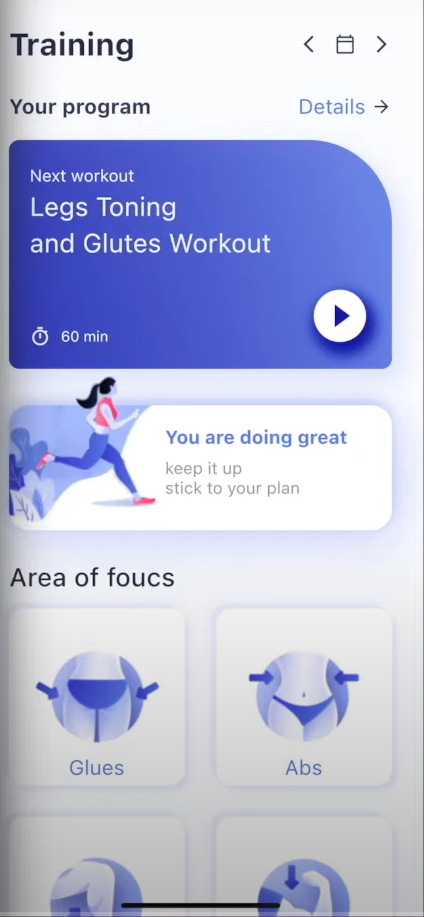 Training
Your program
Details
Next workout
Legs Toning
and Glutes Workout
60 min
You are doing great
keep it up
stick to your plan
Area of foucs
Glues
Abs